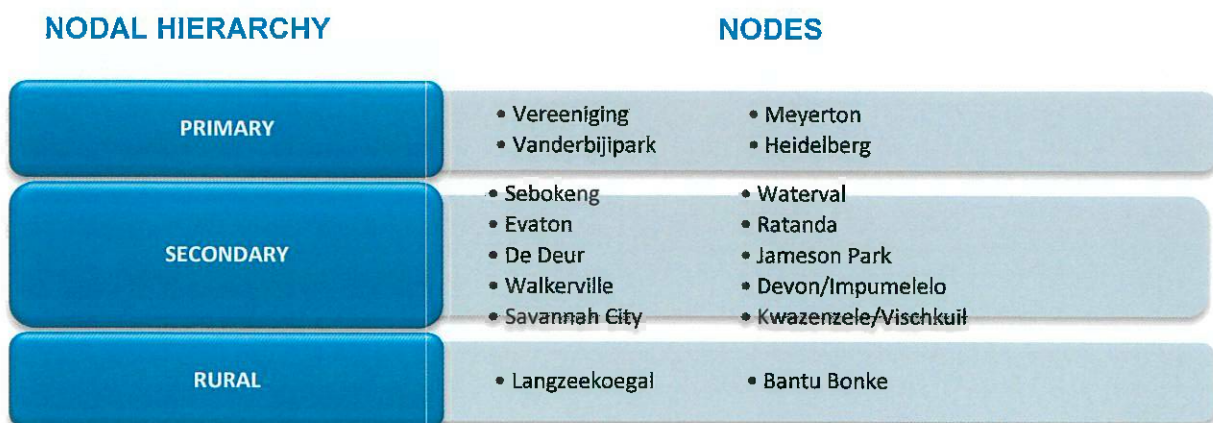 NODAL HIERARCHY NODES
PRIMARY
• Vereeniging • Meyerton
• Vanderbijipark • Heidelberg
SECONDARY
• Sebokeng • Waterval
• Evaton • Ratanda
• De Deur • Jameson Park
• Walkerville • Devon/Impumelelo
• Savannah City • Kwazenzele/Vischkuil
RURAL
• Langzeekoegal • Bantu Bonke